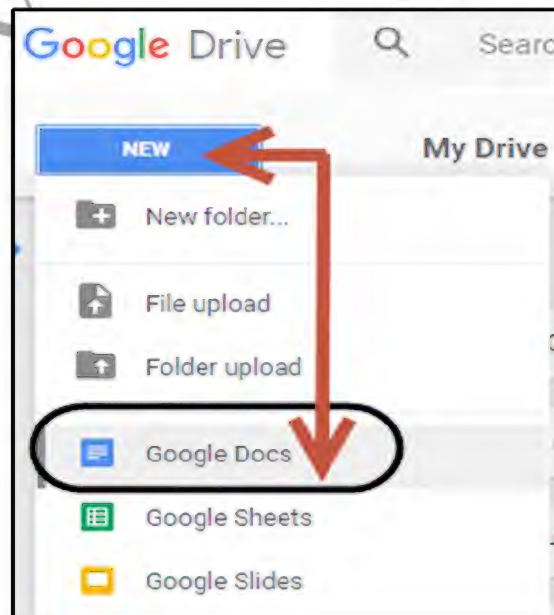 Google Drive Searc
NEW My Drive
New folder...
File upload
Folder upload
Google Docs
Google Sheets
Google Slides